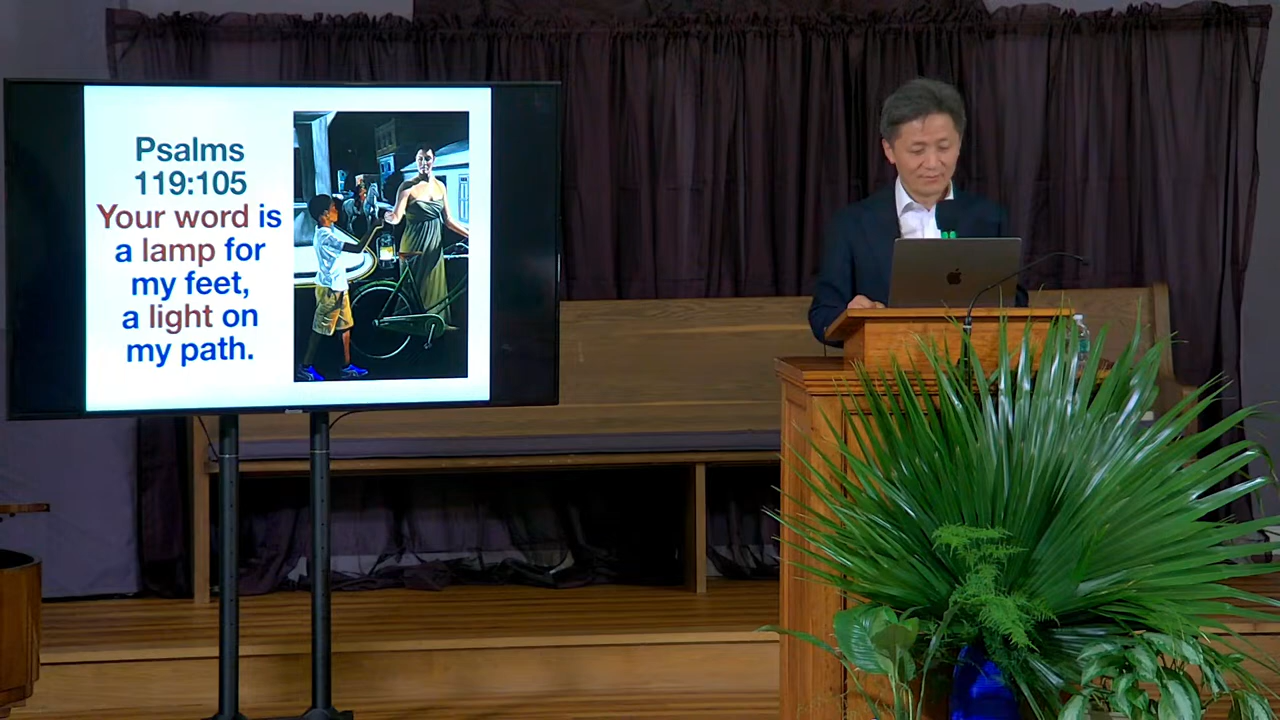 Psalms
119:105
Your word is
a lamp for
my feet,
a light on
my path.